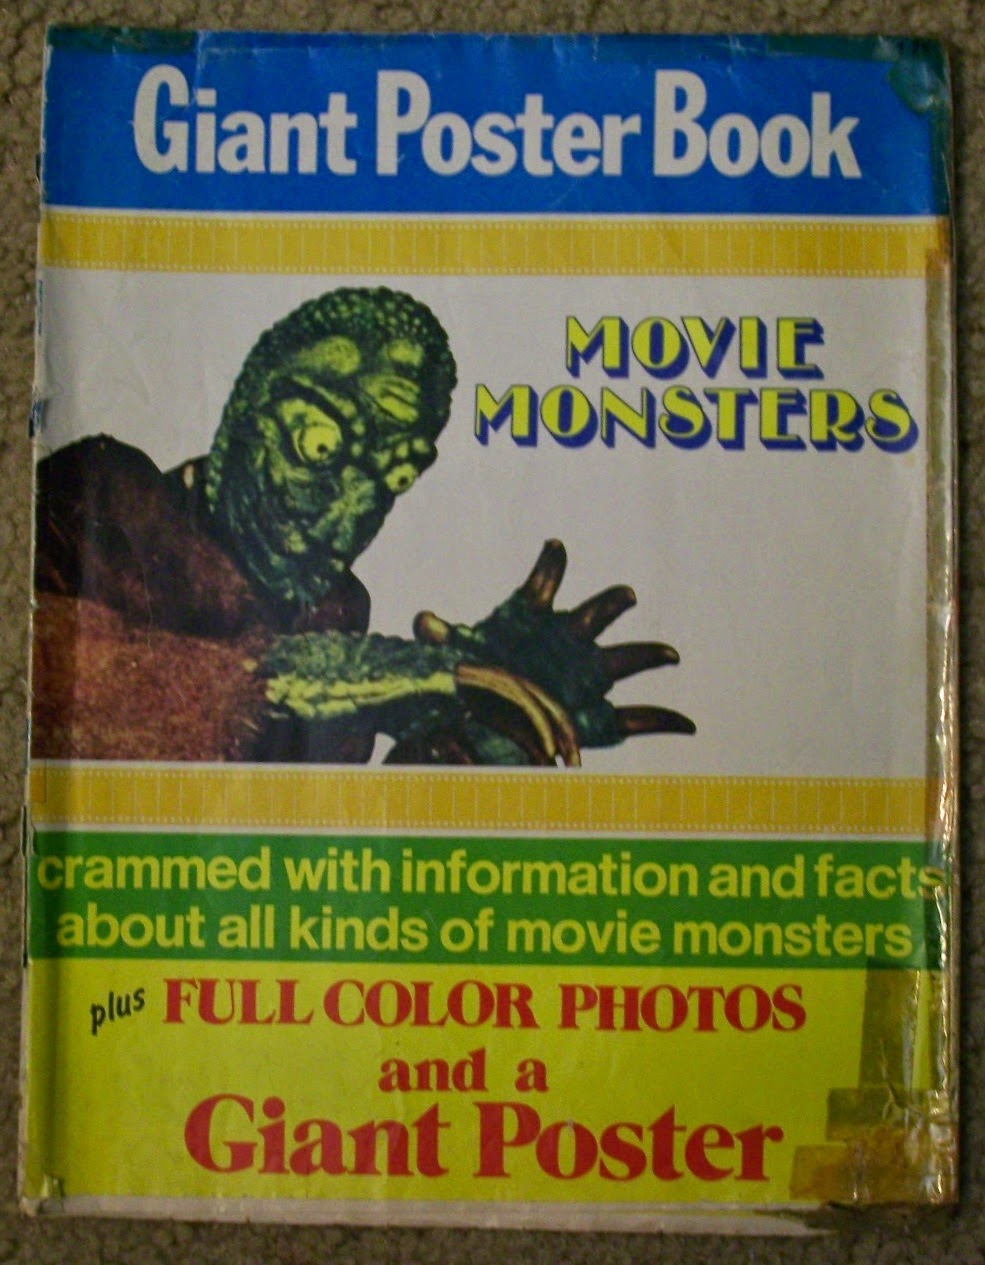 Giant Poster Book
MOVIE
MONSTERS
crammed with information and facts
about all kinds of movie monsters
plus FULL COLOR PHOTOS
and a
Giant Poster